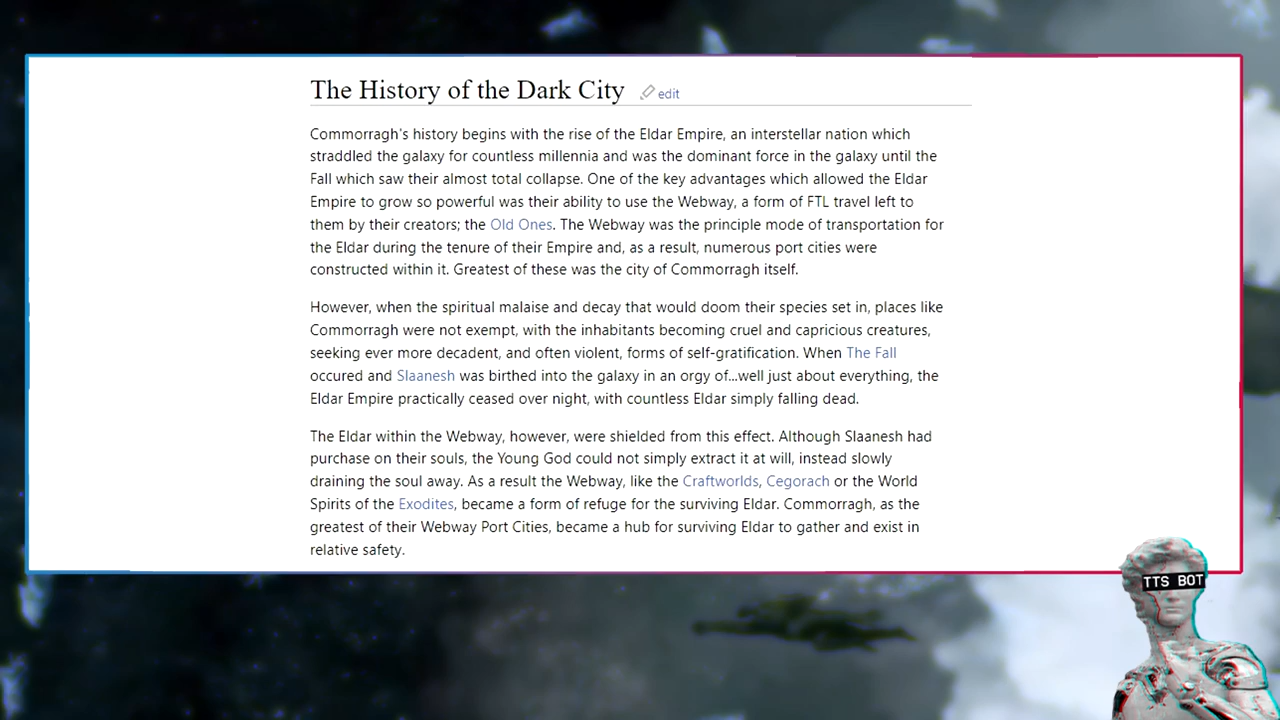 The History of the Dark City edit
Commorragh's history begins with the rise of the Eldar Empire, an interstellar nation which
straddled the galaxy for countless millennia and was the dominant force in the galaxy until the
Fall which saw their almost total collapse. One of the key advantages which allowed the Eldar
Empire to grow so powerful was their ability to use the Webway, a form of FTL travel left to
them by their creators; the Old Ones. The Webway was the principle mode of transportation for
the Eldar during the tenure of their Empire and, as a result, numerous port cities were
constructed within it. Greatest of these was the city of Commorragh itself.
However, when the spiritual malaise and decay that would doom their species set in, places like
Commorragh were not exempt, with the inhabitants becoming cruel and capricious creatures,
seeking ever more decadent, and often violent, forms of self-gratification. When The Fall
occured and Slaanesh was birthed into the galaxy in an orgy of...well just about everything, the
Eldar Empire practically ceased over night, with countless Eldar simply falling dead.
The Eldar within the Webway, however, were shielded from this effect. Although Slaanesh had
purchase on their souls, the Young God could not simply extract it at will, instead slowly
draining the soul away. As a result the Webway, like the Craftworlds, Cegorach or the World
Spirits of the Exodites, became a form of refuge for the surviving Eldar. Commorragh, as the
greatest of their Webway Port Cities, became a hub for surviving Eldar to gather and exist in
relative safety.
TTS BOT